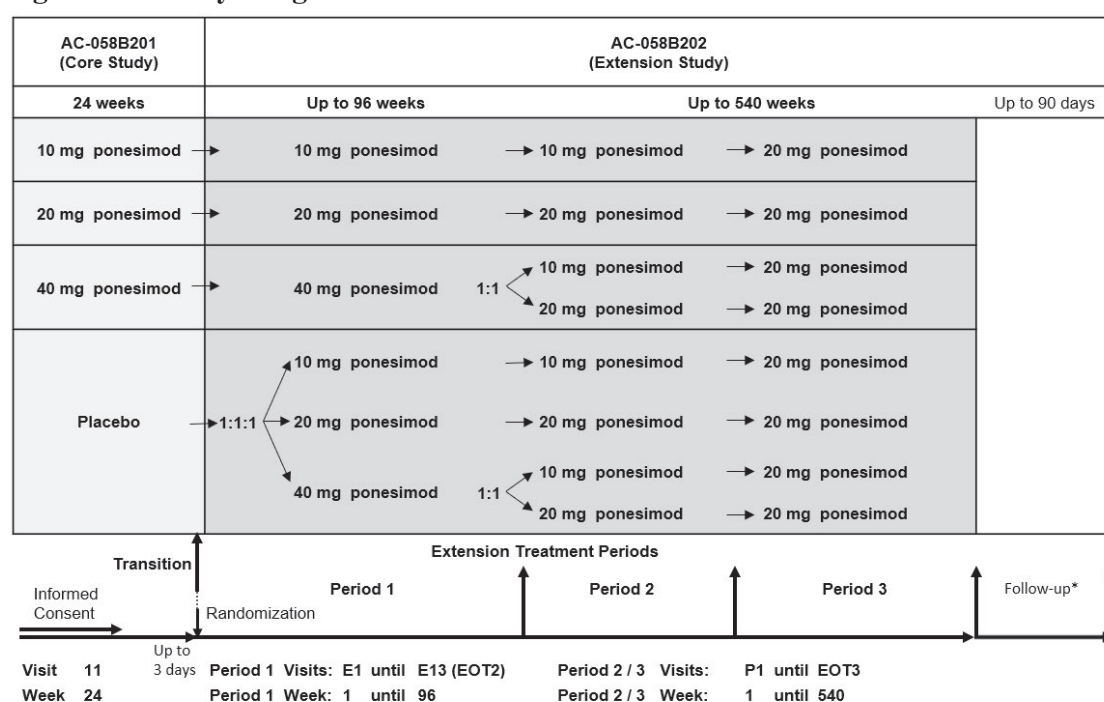 AC-058B201
(Core Study)
AC-058B202
(Extension Study)
24 weeks
Up to 96 weeks
Up to 540 weeks
Up to 90 days
10 mg ponesimod
10 mg ponesimod
10 mg ponesimod
20 mg ponesimod
20 mg ponesimod
20 mg ponesimod
20 mg ponesimod
20 mg ponesimod
40 mg ponesimod
40 mg ponesimod
1:1
10 mg ponesimod
20 mg ponesimod
20 mg ponesimod
20 mg ponesimod
Placebo
1:1:1
10 mg ponesimod
10 mg ponesimod
20 mg ponesimod
20 mg ponesimod
20 mg ponesimod
20 mg ponesimod
40 mg ponesimod
1:1
10 mg ponesimod
20 mg ponesimod
20 mg ponesimod
20 mg ponesimod
Transition
Extension Treatment Periods
Informed
Consent
Randomization
Period 1
Period 2
Period 3
Follow-up*
Up to
3 days
Visit 11
Week 24
Period 1 Visits: E1 until E13 (EOT2)
Period 1 Week: 1 until 96
Period 2 / 3 Visits: P1 until EOT3
Period 2 / 3 Week: 1 until 540